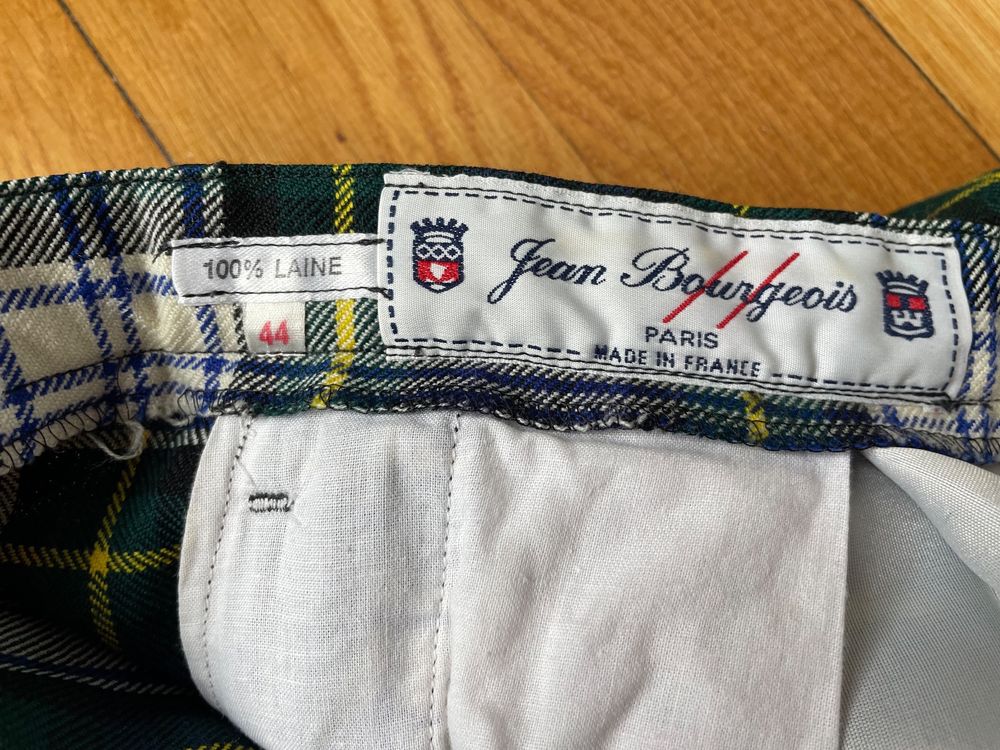 100% LAINE
44
Jean Bourgeois
PARIS
MADE IN FRANCE